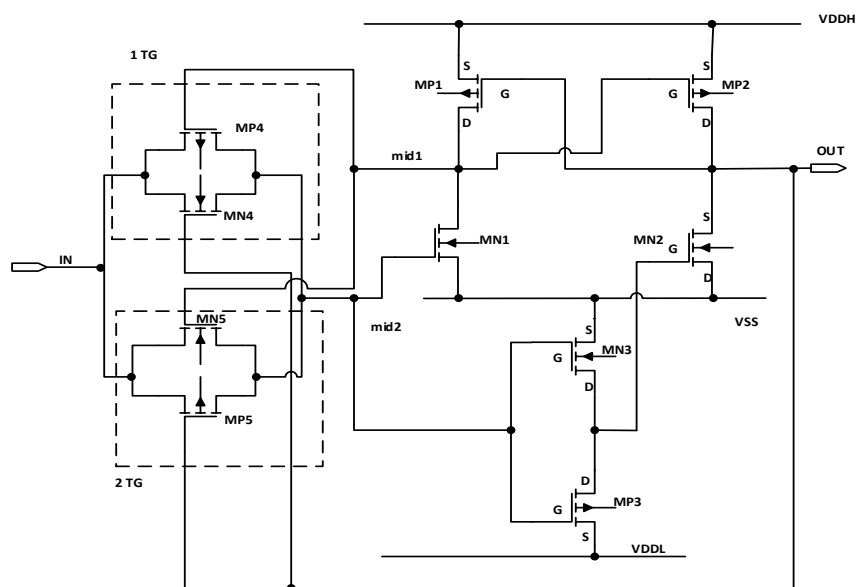 VDDH
1 TG
S
S
MP1
G
G
MP2
MP4
D
D
OUT
mid1
MN4
S
MN1
MN2
G
IN
D
MN5
mid2
VSS
S
MN3
G
D
MP5
2 TG
D
MP3
G
S
VDDL